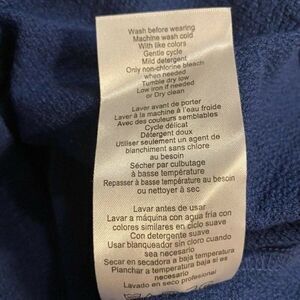 Wash before wearing
Machine wash cold
With like colors
Gentle cycle
Mild detergent
Only non-chlorine bleach
when needed
Tumble dry low
Low iron if needed
or Dry clean
Laver avant de porter
Laver à la machine à l'eau froide
Avec des couleurs semblables
Cycle délicat
Détergent doux
Utiliser seulement un agent de
blanchiment sans chlore
au besoin
Sécher par culbutage
à basse température
Repasser à basse température au besoin
ou nettoyer à sec
Lavar antes de usar
Lavar a máquina con agua fria con
colores similares en ciclo suave
Con detergente suave
Usar blanqueador sin cloro cuando
sea necesario
Secar en secadora a baja temperatura
Planchar a temperatura baja si es
necesario
Lavado en seco profesional